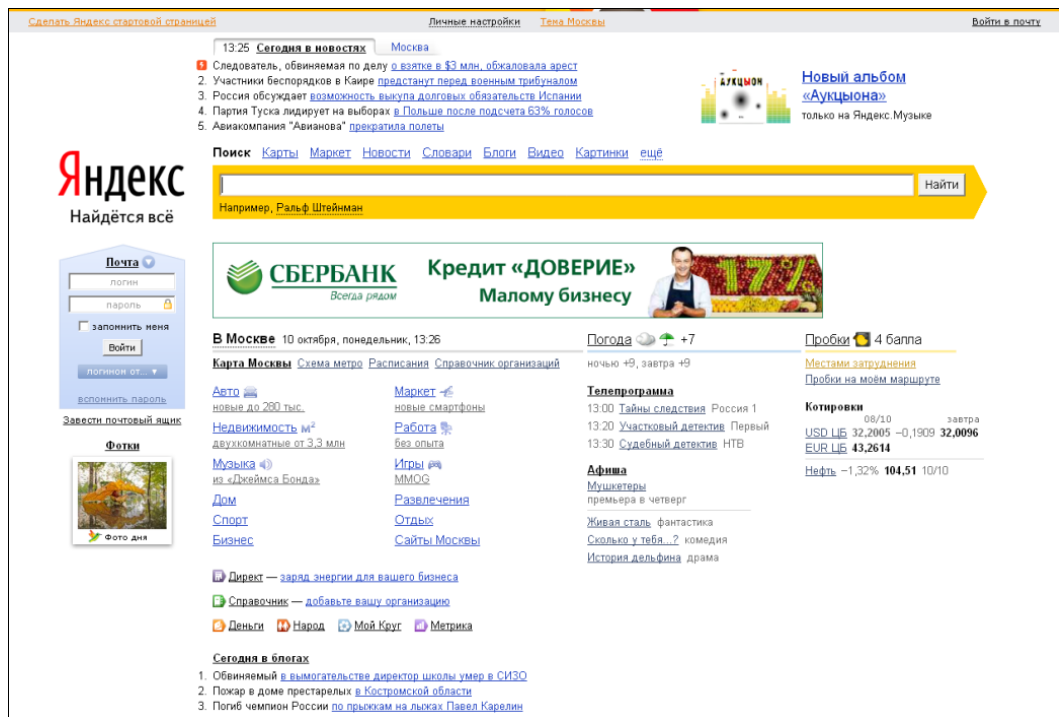 Сделать Яндекс стартовой страницей
Личные настройки Тема Москвы
Войти в почту
13:25 Сегодня в новостях Москва
Следователь, обвиняемая по делу о взятке в $3 млн, обжаловала арест
2. Участники беспорядков в Каире предстанут перед военным трибуналом
3. Россия обсуждает возможность выкупа долговых обязательств Испании
4. Партия Туска лидирует на выборах в Польше после подсчета 63% голосов
5. Авиакомпания "Авианова" прекратила полеты
АУКЦЫОН
Новый альбом
«Аукцыона»
только на Яндекс.Музыке
Яндекс
Найдётся всё
Поиск Карты Маркет Новости Словари Блоги Видео Картинки ещё
Найти
Например, Ральф Штейнман
Почта
логин
пароль
запомнить меня
Войти
логином от...
вспомнить пароль
Завести почтовый ящик
Фотки
Фото дня
СБЕРБАНК
Всегда рядом
Кредит «ДОВЕРИЕ»
Малому бизнесу
17%
В Москве 10 октября, понедельник, 13:26
Карта Москвы Схема метро Расписания Справочник организаций
Авто
новые до 280 тыс.
Недвижимость м²
двухкомнатные от 3,3 млн
Музыка
из «Джеймса Бонда»
Дом
Спорт
Бизнес
Маркет
новые смартфоны
Работа
без опыта
Игры
MMOG
Развлечения
Отдых
Сайты Москвы
Погода +7
ночью +9, завтра +9
Телепрограмма
13:00 Тайны следствия Россия 1
13:20 Участковый детектив Первый
13:30 Судебный детектив НТВ
Афиша
Мушкетеры
премьера в четверг
Живая сталь фантастика
Сколько у тебя...? комедия
История дельфина драма
Пробки 4 балла
Местами затруднения
Пробки на моём маршруте
Котировки
08/10 завтра
USD ЦБ 32,2005 −0,1909 32,0096
EUR ЦБ 43,2614
Нефть −1,32% 104,51 10/10
Директ — заряд энергии для вашего бизнеса
Справочник — добавьте вашу организацию
Деньги Народ Мой Круг Метрика
Сегодня в блогах
1. Обвиняемый в вымогательстве директор школы умер в СИЗО
2. Пожар в доме престарелых в Костромской области
3. Погиб чемпион России по прыжкам на лыжах Павел Карелин